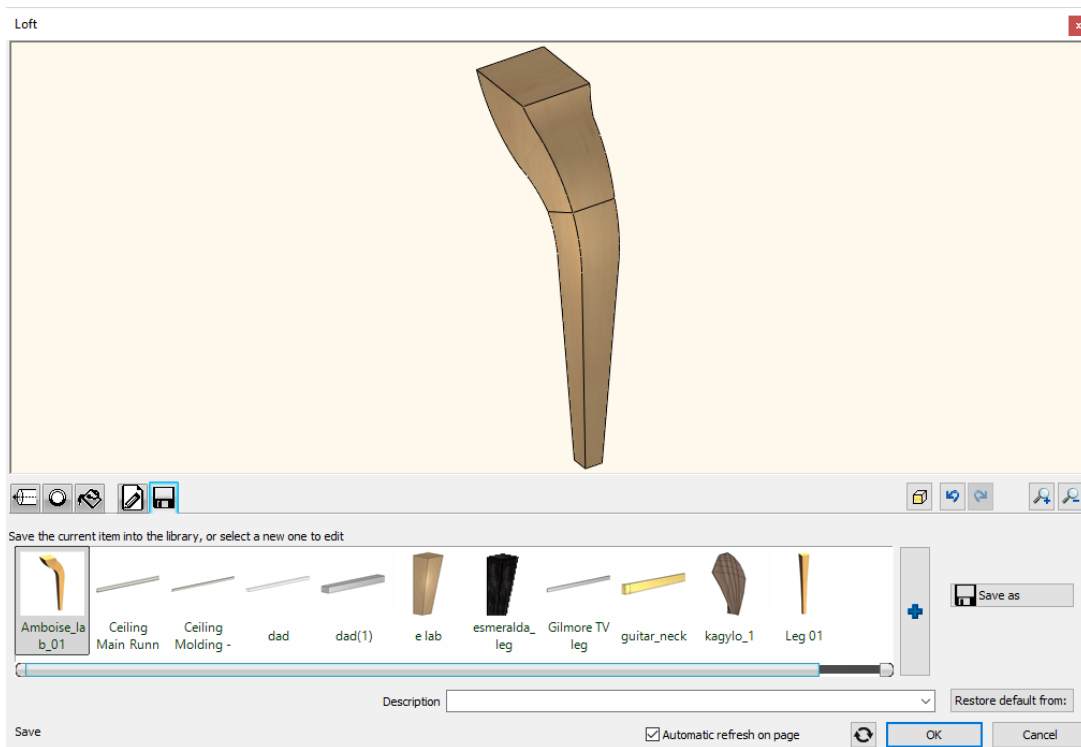 Loft
x
Save the current item into the library, or select a new one to edit
Amboise_la
b_01
Ceiling
Main Runn
Ceiling
Molding -
dad
dad(1)
e lab
esmeralda_
leg
Gilmore TV
leg
guitar_neck
kagylo_1
Leg 01
Save as
Description
Restore default from:
Save
Automatic refresh on page
OK
Cancel